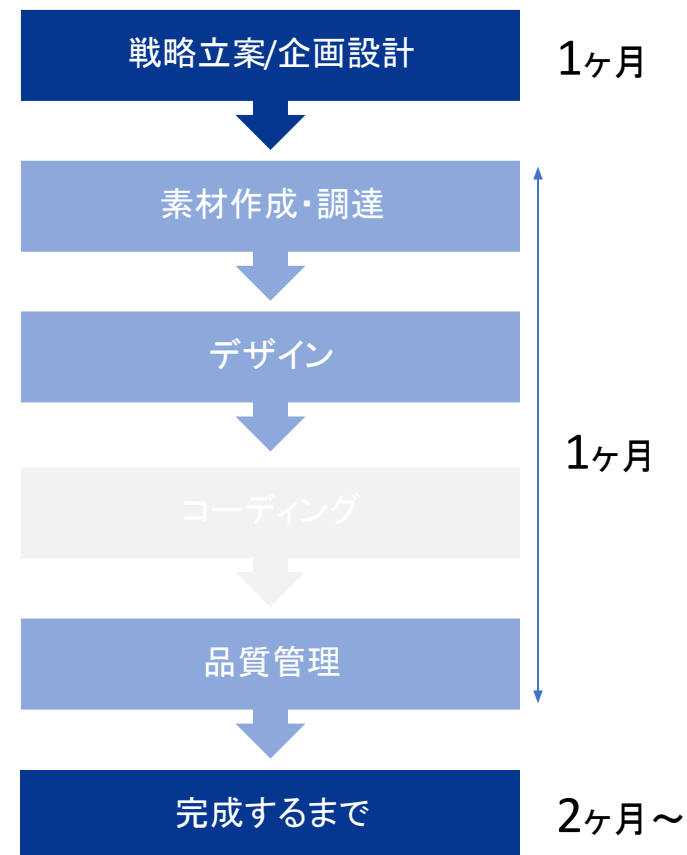 戦略立案/企画設計
1ヶ月
素材作成・調達
デザイン
1ヶ月
コーディング
品質管理
完成するまで
2ヶ月～